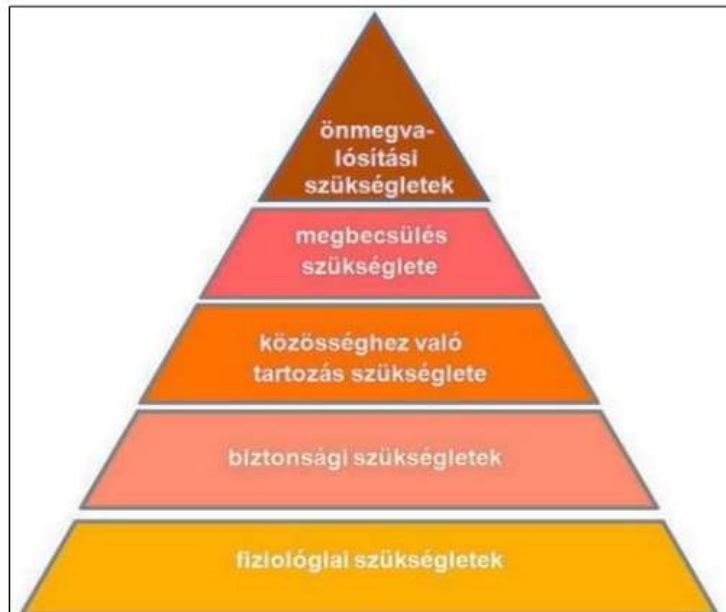 önmegva-
lósítási
szükségletek
megbecsülés
szükséglete
közösséghez való
tartozás szükséglete
biztonsági szükségletek
fiziológiai szükségletek